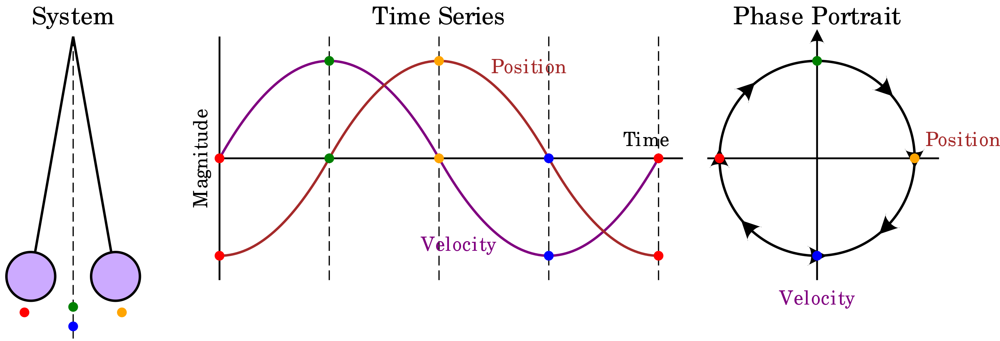 System
Time Series
Phase Portrait
Magnitude
Position
Velocity
Time
Position
Velocity